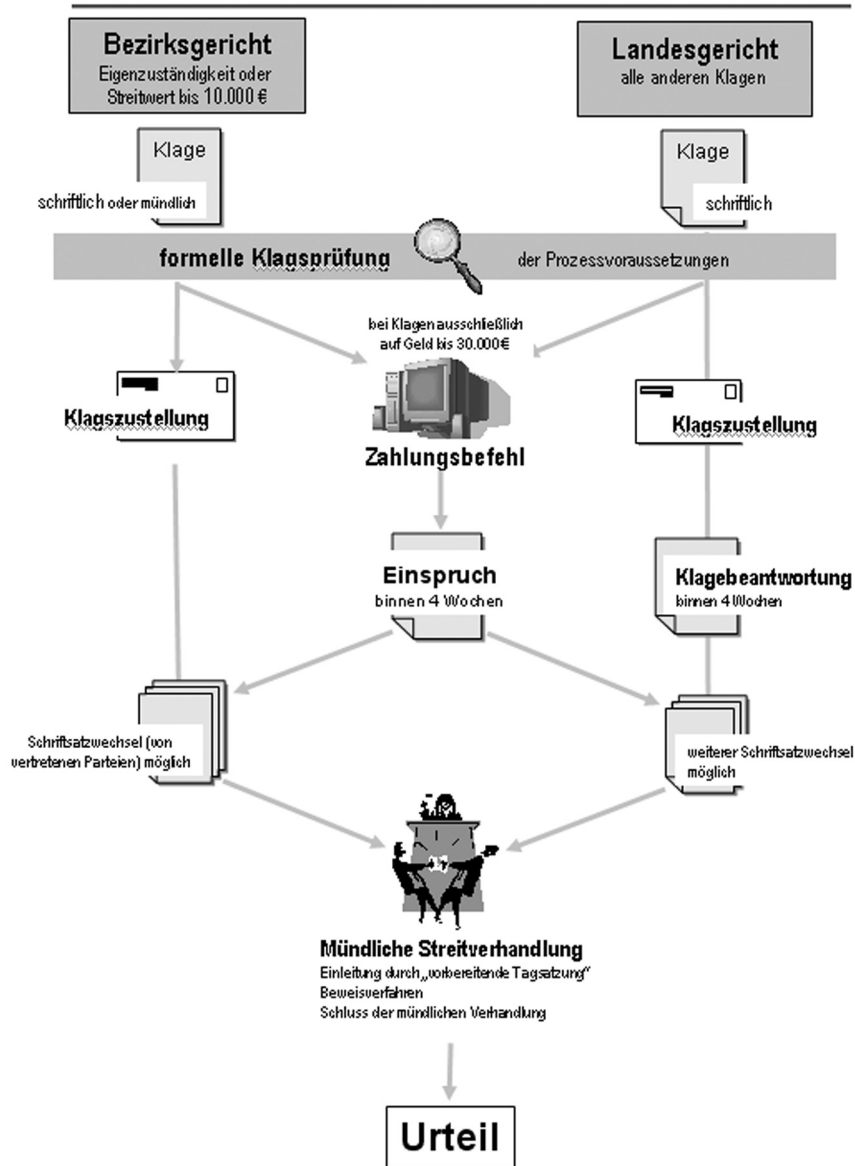 Bezirksgericht
Eigenzuständigkeit oder
Streitwert bis 10.000 €
Landesgericht
alle anderen Klagen
Klage
schriftlich oder mündlich
Klage
schriftlich
formelle Klagsprüfung
der Prozessvoraussetzungen
bei Klagen ausschließlich
auf Geld bis 30.000€
Klagszustellung
Zahlungsbefehl
Klagszustellung
Einspruch
binnen 4 Wochen
Klagebeantwortung
binnen 4 Wochen
Schriftsatzwechsel (von
vertretenen Parteien) möglich
weiterer Schriftsatzwechsel
möglich
Mündliche Streitverhandlung
Einleitung durch „vorbereitende Tagsatzung“
Beweisverfahren
Schluss der mündlichen Verhandlung
Urteil